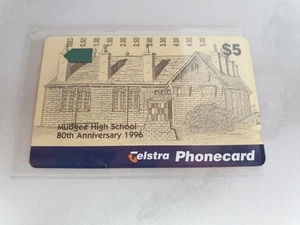 $5
Mudgee High School
80th Anniversary 1996
Telstra Phonecard